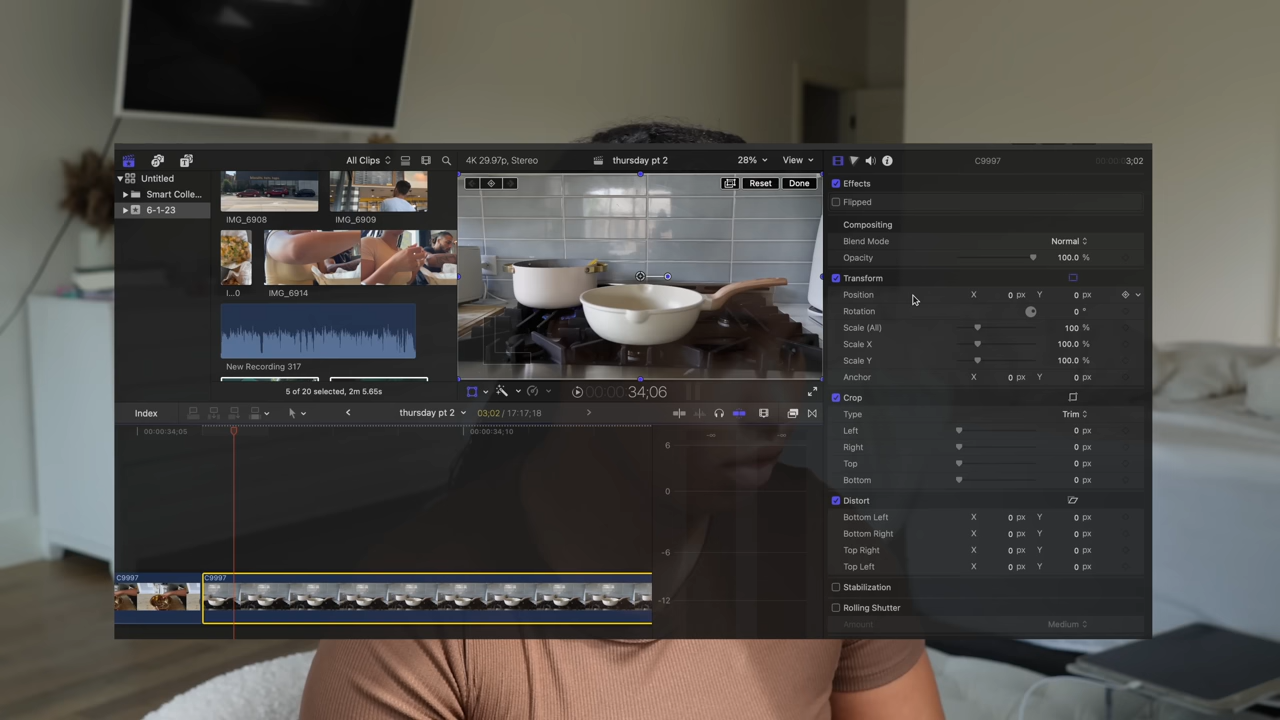 All Clips
4K 29.97p, Stereo
thursday pt 2
28%
View
C9997
00:00:03;02
Untitled
Smart Colle...
6-1-23
IMG_6908
IMG_6909
I...0
IMG_6914
New Recording 317
5 of 20 selected, 2m 5.65s
Reset
Done
00:00:34;06
Effects
Flipped
Compositing
Blend Mode Normal
Opacity 100.0 %
Transform
Position X 0 px Y 0 px
Rotation 0 °
Scale (All) 100 %
Scale X 100.0 %
Scale Y 100.0 %
Anchor X 0 px Y 0 px
Crop
Type Trim
Left 0 px
Right 0 px
Top 0 px
Bottom 0 px
Distort
Bottom Left X 0 px Y 0 px
Bottom Right X 0 px Y 0 px
Top Right X 0 px Y 0 px
Top Left X 0 px Y 0 px
Stabilization
Rolling Shutter
Amount Medium
Index
thursday pt 2
03;02 / 17:17;18
00:00:34;05
00:00:34;10
-∞
-∞
6
0
-6
-12
C9997
C9997